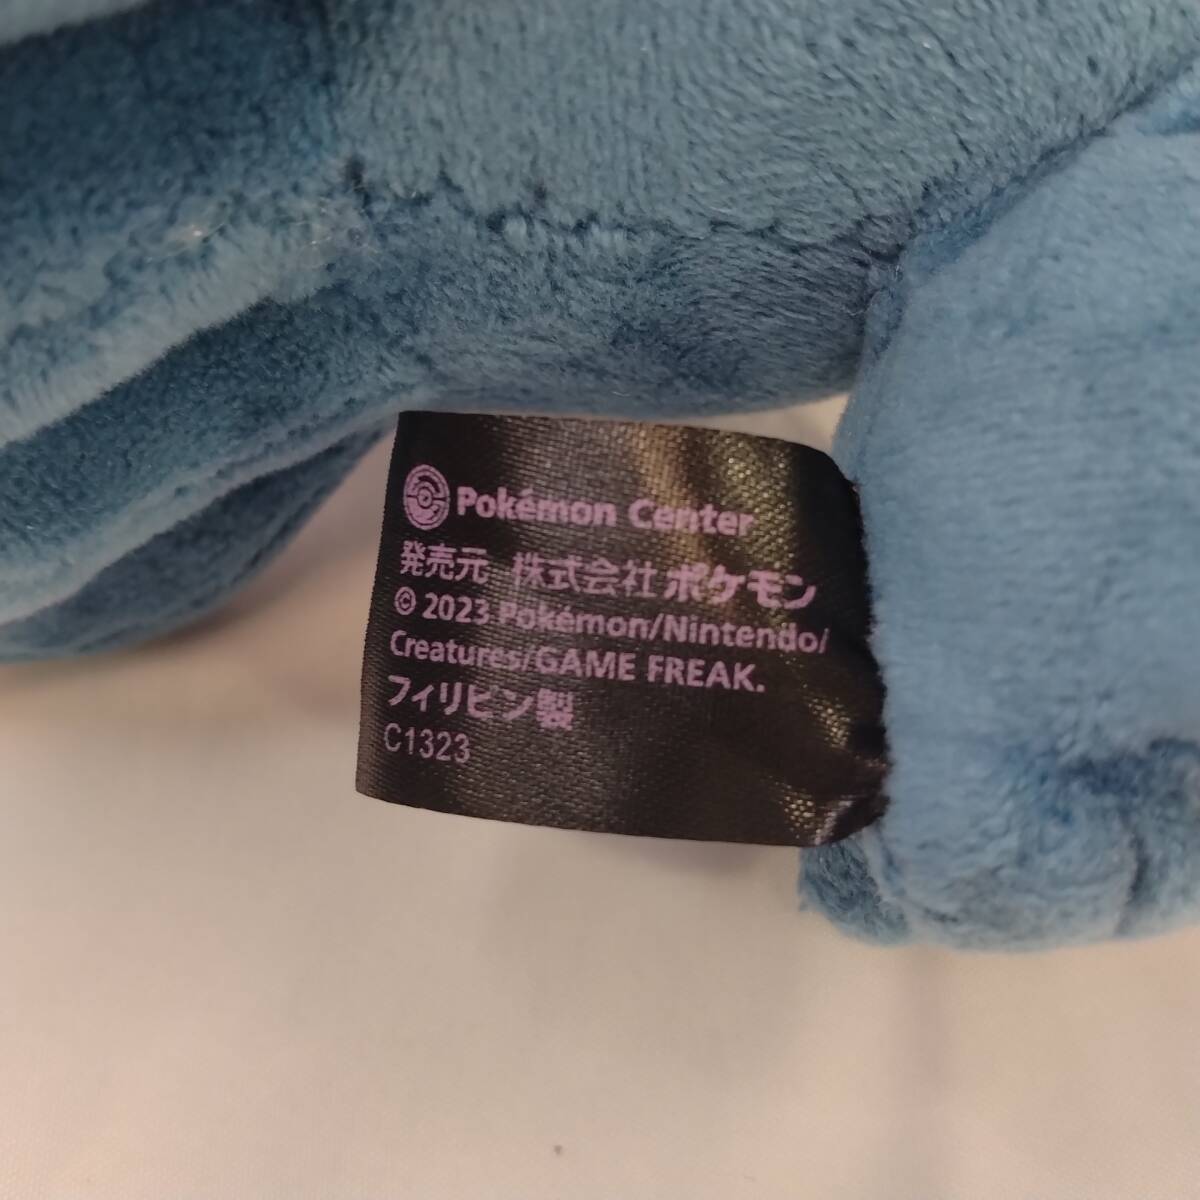 Pokémon Center
発売元 株式会社ポケモン
© 2023 Pokémon/Nintendo/
Creatures/GAME FREAK.
フィリピン製
C1323